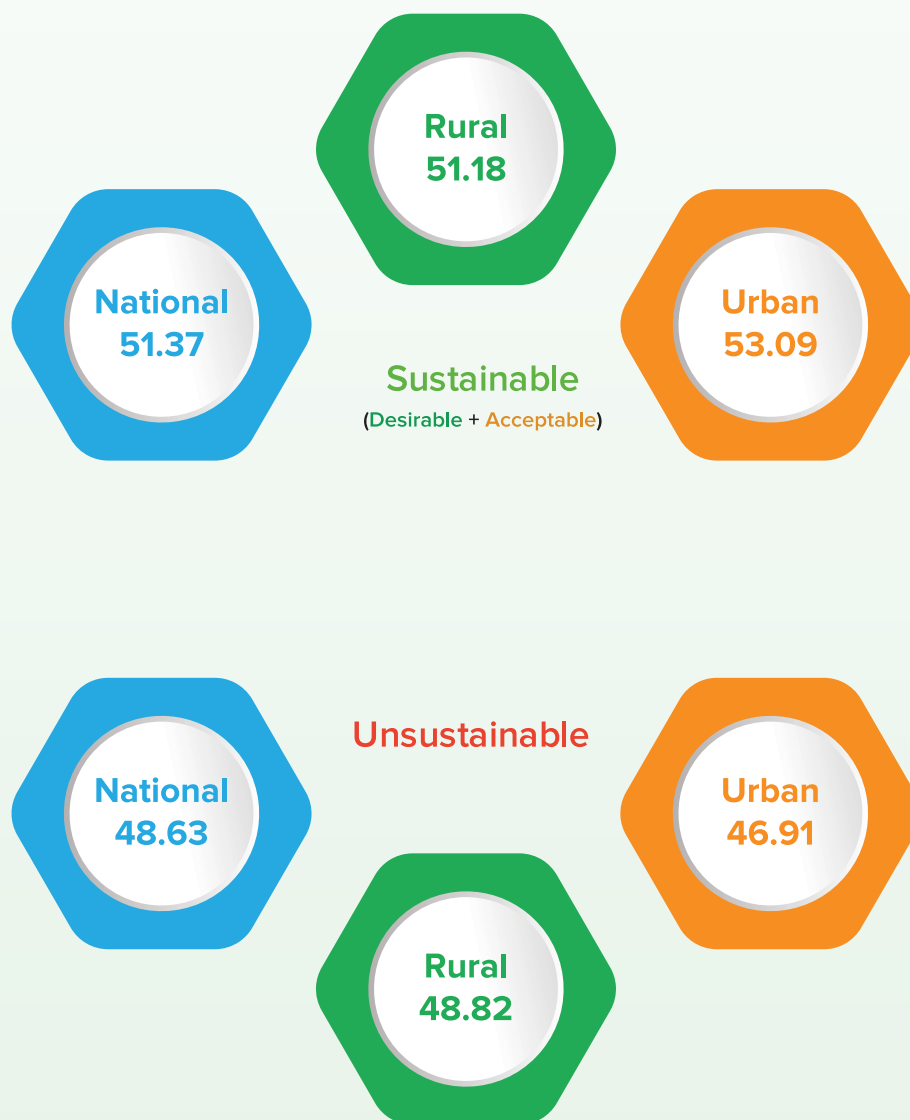 Rural
51.18
National
51.37
Urban
53.09
Sustainable
(Desirable + Acceptable)
Unsustainable
National
48.63
Urban
46.91
Rural
48.82